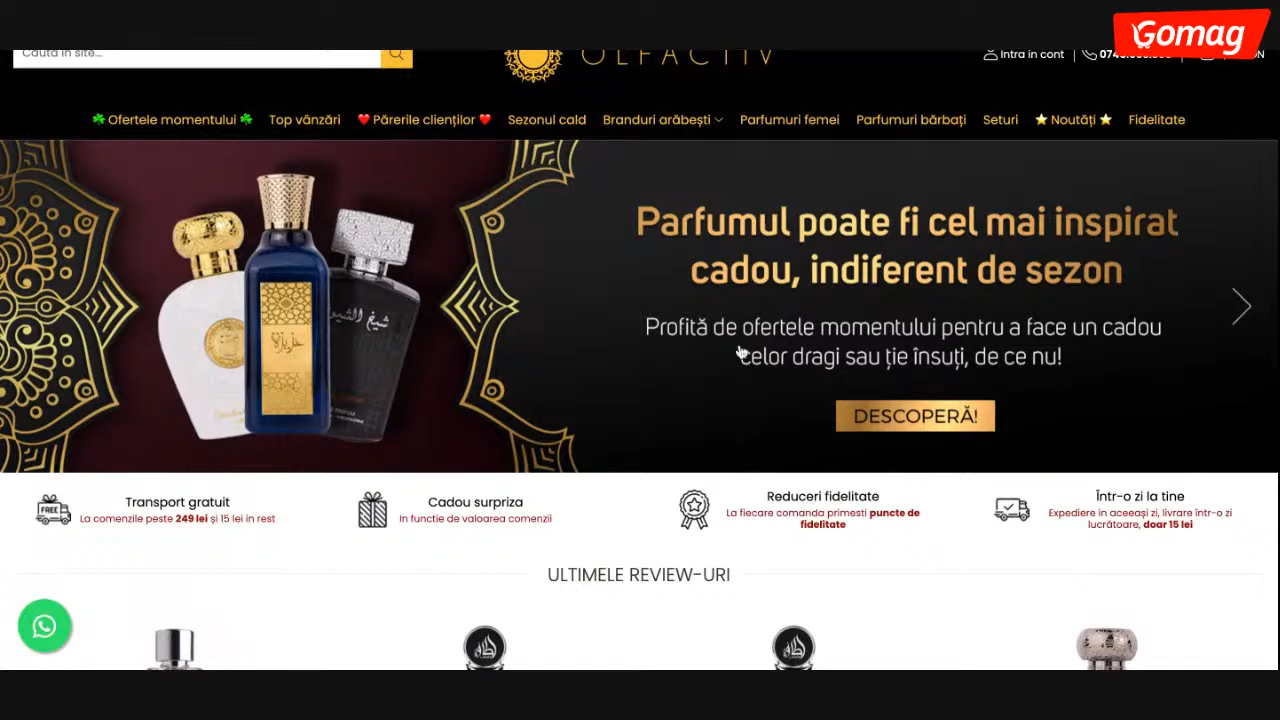 Gomag
Caută în site...
OLFACTIV
Intra in cont
☘️ Ofertele momentului ☘️
Top vânzări
❤️ Părerile clienților ❤️
Sezonul cald
Branduri arăbești
Parfumuri femei
Parfumuri bărbați
Seturi
⭐ Noutăți ⭐
Fidelitate
Parfumul poate fi cel mai inspirat
cadou, indiferent de sezon
Profită de ofertele momentului pentru a face un cadou
celor dragi sau ție însuți, de ce nu!
DESCOPERĂ!
شيخ الشيو
FREE
Transport gratuit
La comenzile peste 249 lei și 15 lei in rest
Cadou surpriza
In functie de valoarea comenzii
Reduceri fidelitate
La fiecare comanda primesti puncte de
fidelitate
Într-o zi la tine
Expediere in aceeași zi, livrare într-o zi
lucrătoare, doar 15 lei
ULTIMELE REVIEW-URI